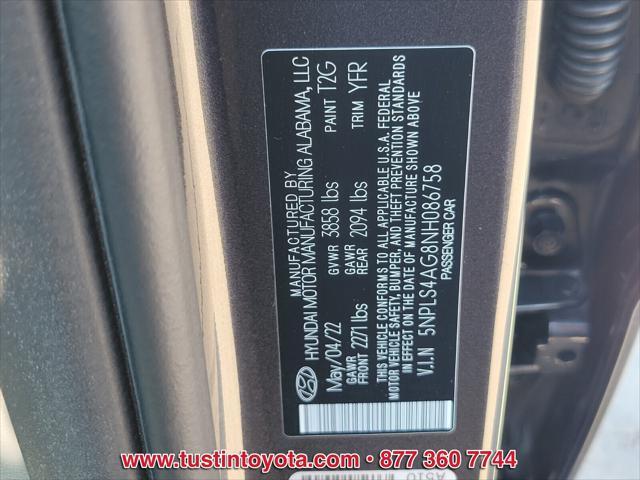 MANUFACTURED BY
HYUNDAI MOTOR MANUFACTURING ALABAMA, LLC
May/04/22 GVWR 3858 lbs PAINT T2G
GAWR FRONT 2271 lbs GAWR REAR 2094 lbs TRIM YFR
THIS VEHICLE CONFORMS TO ALL APPLICABLE U.S.A. FEDERAL
MOTOR VEHICLE SAFETY, BUMPER, AND THEFT PREVENTION STANDARDS
IN EFFECT ON THE DATE OF MANUFACTURE SHOWN ABOVE
V.I.N 5NPLS4AG8NH086758
PASSENGER CAR
A510
www.tustintoyota.com - 877 360 7744